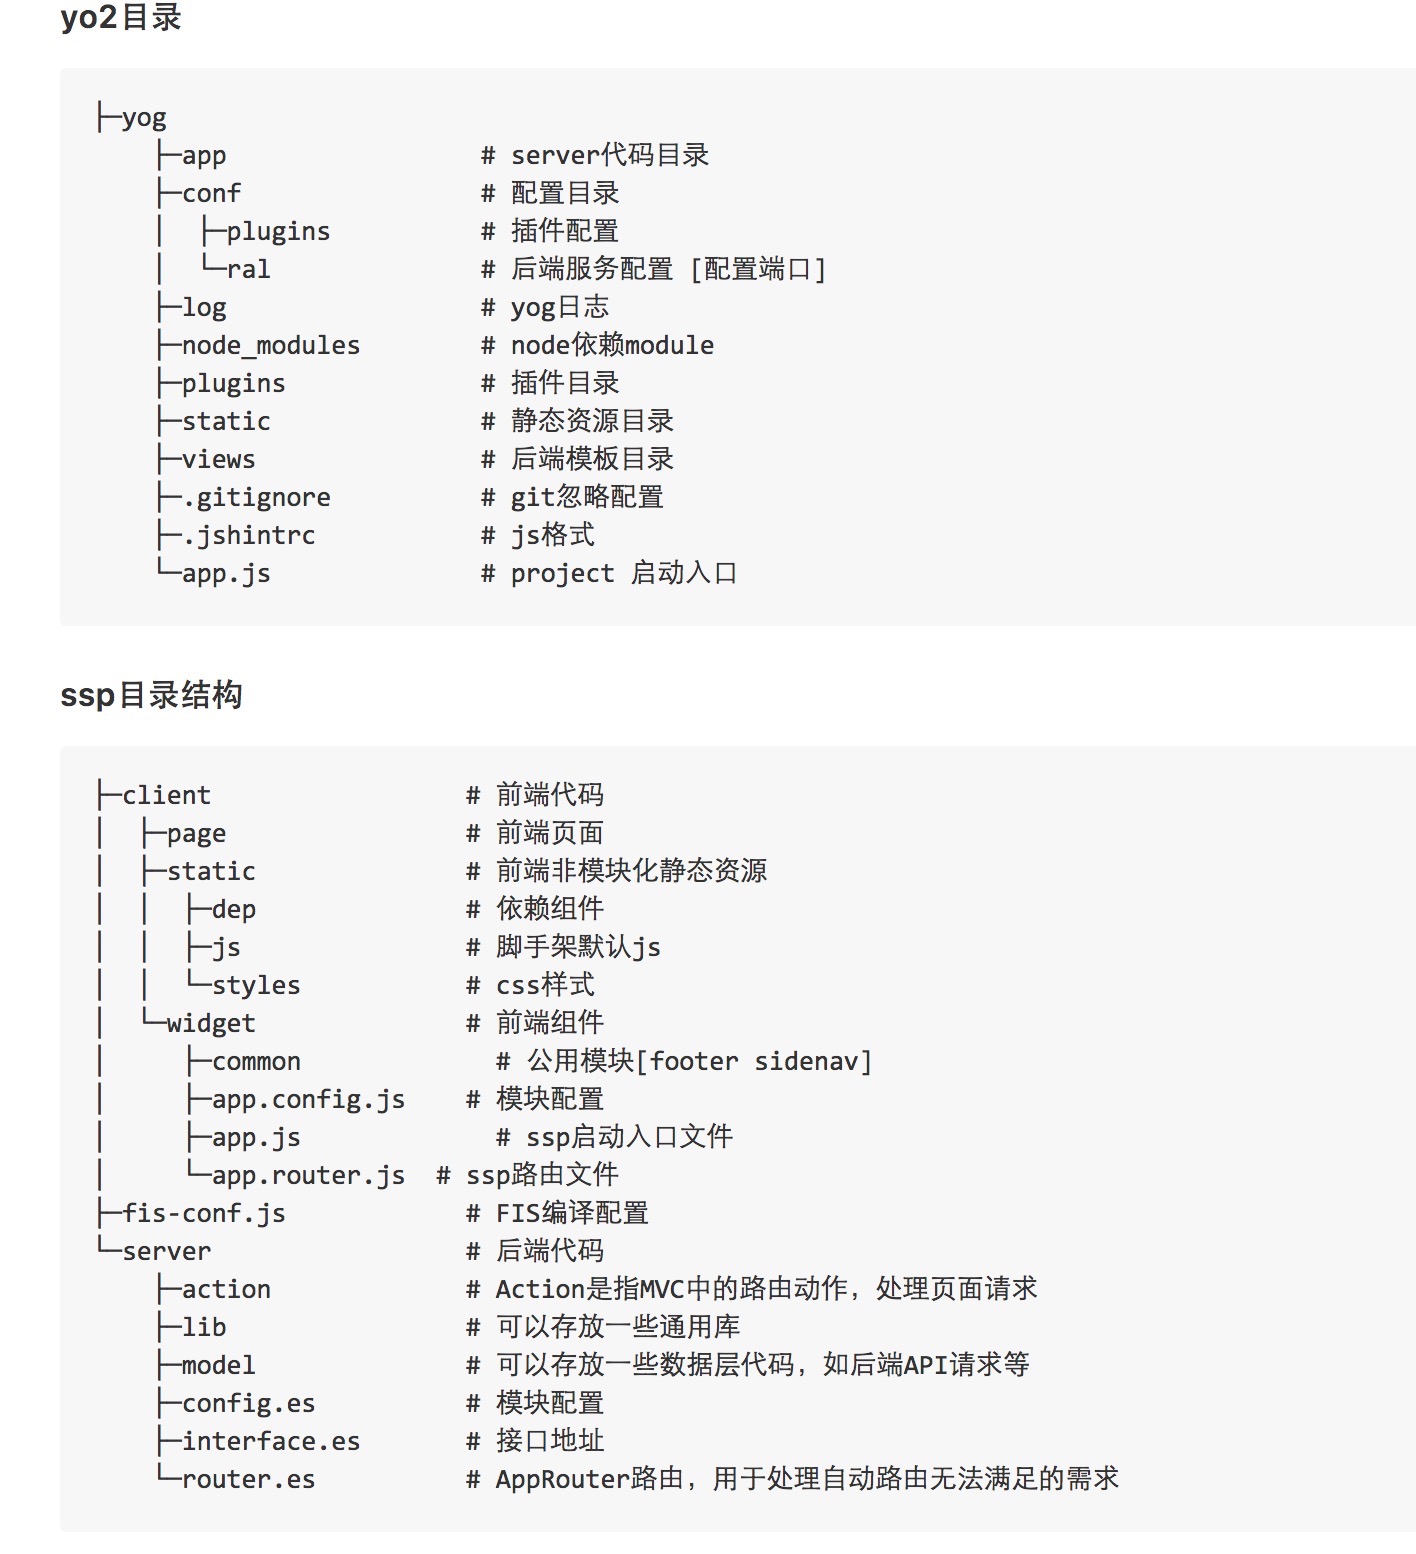 yo2目录
├─yog
    ├─app                 # server代码目录
    ├─conf                # 配置目录
    │  ├─plugins          # 插件配置
    │  └─ral              # 后端服务配置 [配置端口]
    ├─log                 # yog日志
    ├─node_modules        # node依赖module
    ├─plugins             # 插件目录
    ├─static              # 静态资源目录
    ├─views               # 后端模板目录
    ├─.gitignore          # git忽略配置
    ├─.jshintrc           # js格式
    └─app.js              # project 启动入口
ssp目录结构
├─client                 # 前端代码
│  ├─page                # 前端页面
│  ├─static              # 前端非模块化静态资源
│  │  ├─dep              # 依赖组件
│  │  ├─js               # 脚手架默认js
│  │  └─styles           # css样式
│  └─widget              # 前端组件
│     ├─common             # 公用模块[footer sidenav]
│     ├─app.config.js    # 模块配置
│     ├─app.js             # ssp启动入口文件
│     └─app.router.js  # ssp路由文件
├─fis-conf.js            # FIS编译配置
└─server                 # 后端代码
    ├─action             # Action是指MVC中的路由动作，处理页面请求
    ├─lib                # 可以存放一些通用库
    ├─model              # 可以存放一些数据层代码，如后端API请求等
    ├─config.es          # 模块配置
    ├─interface.es       # 接口地址
    └─router.es          # AppRouter路由，用于处理自动路由无法满足的需求